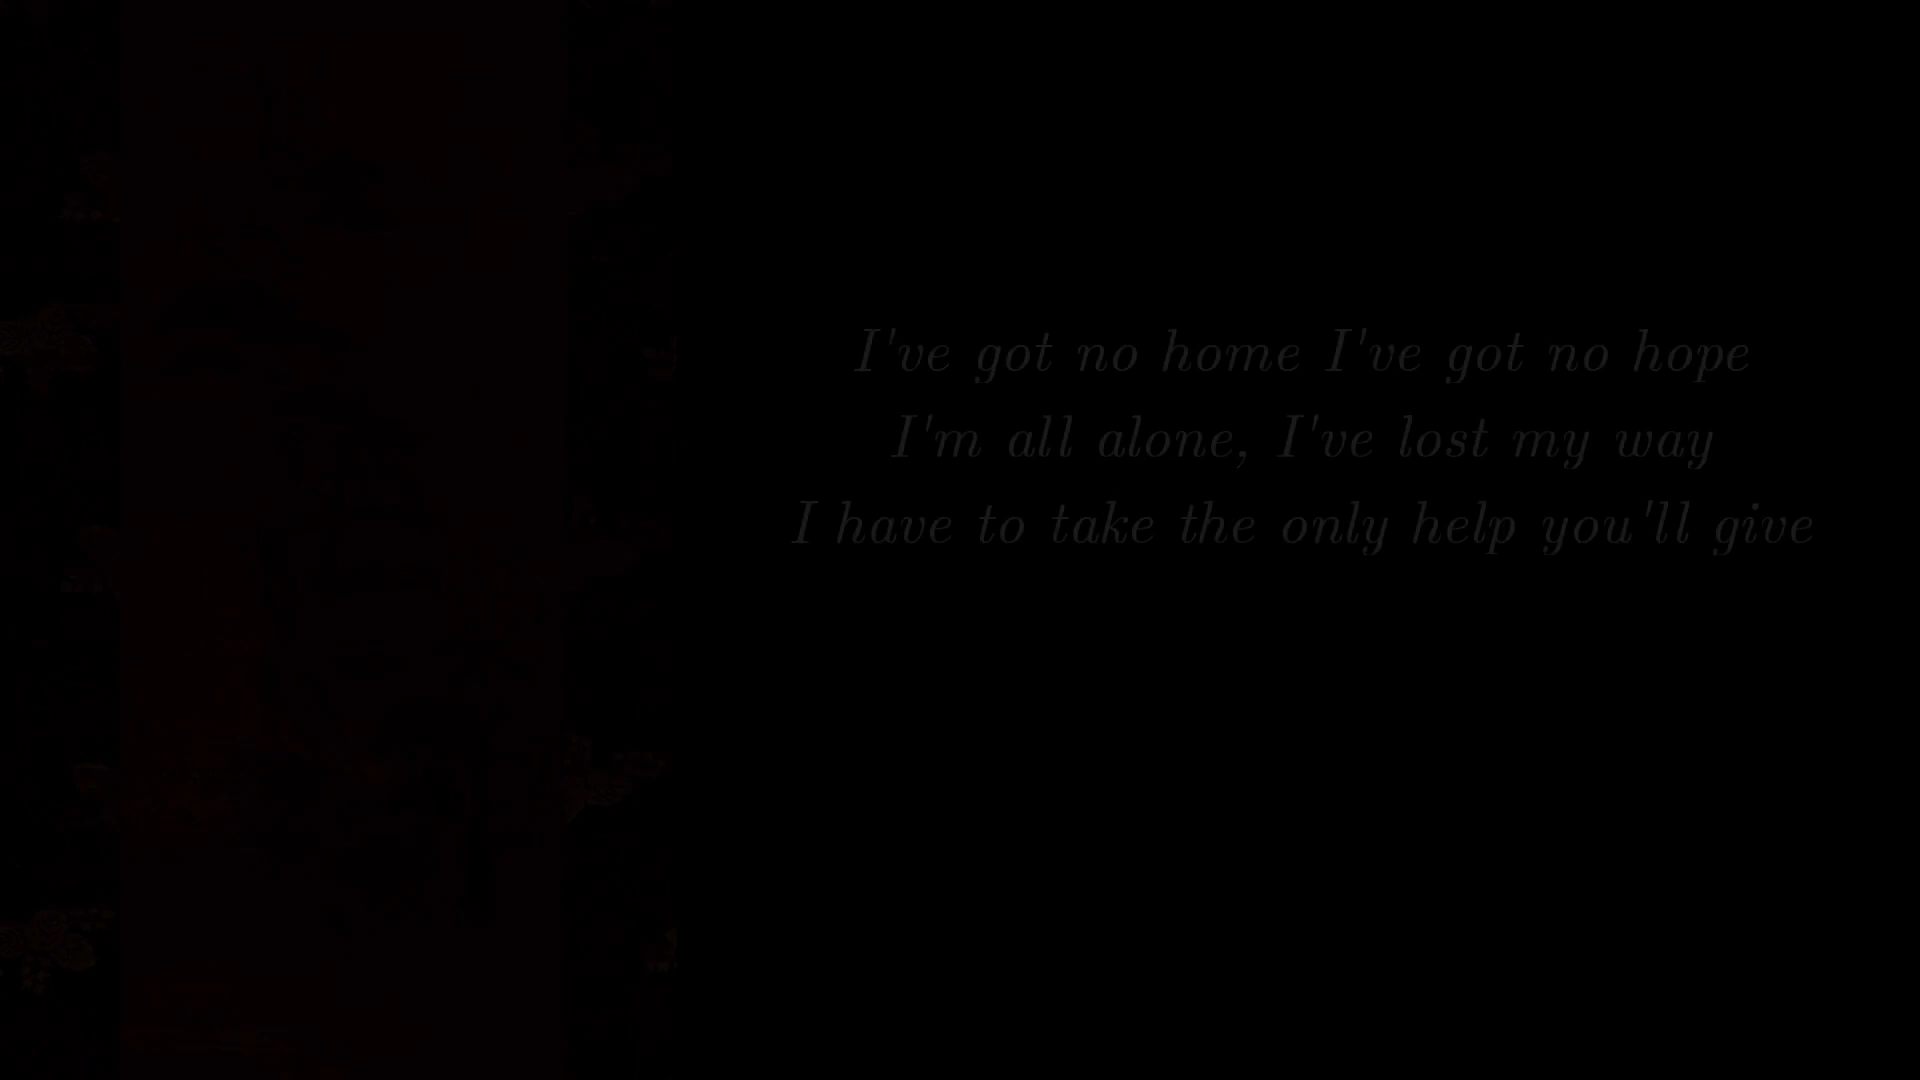 I've got no home I've got no hope
I'm all alone, I've lost my way
I have to take the only help you'll give